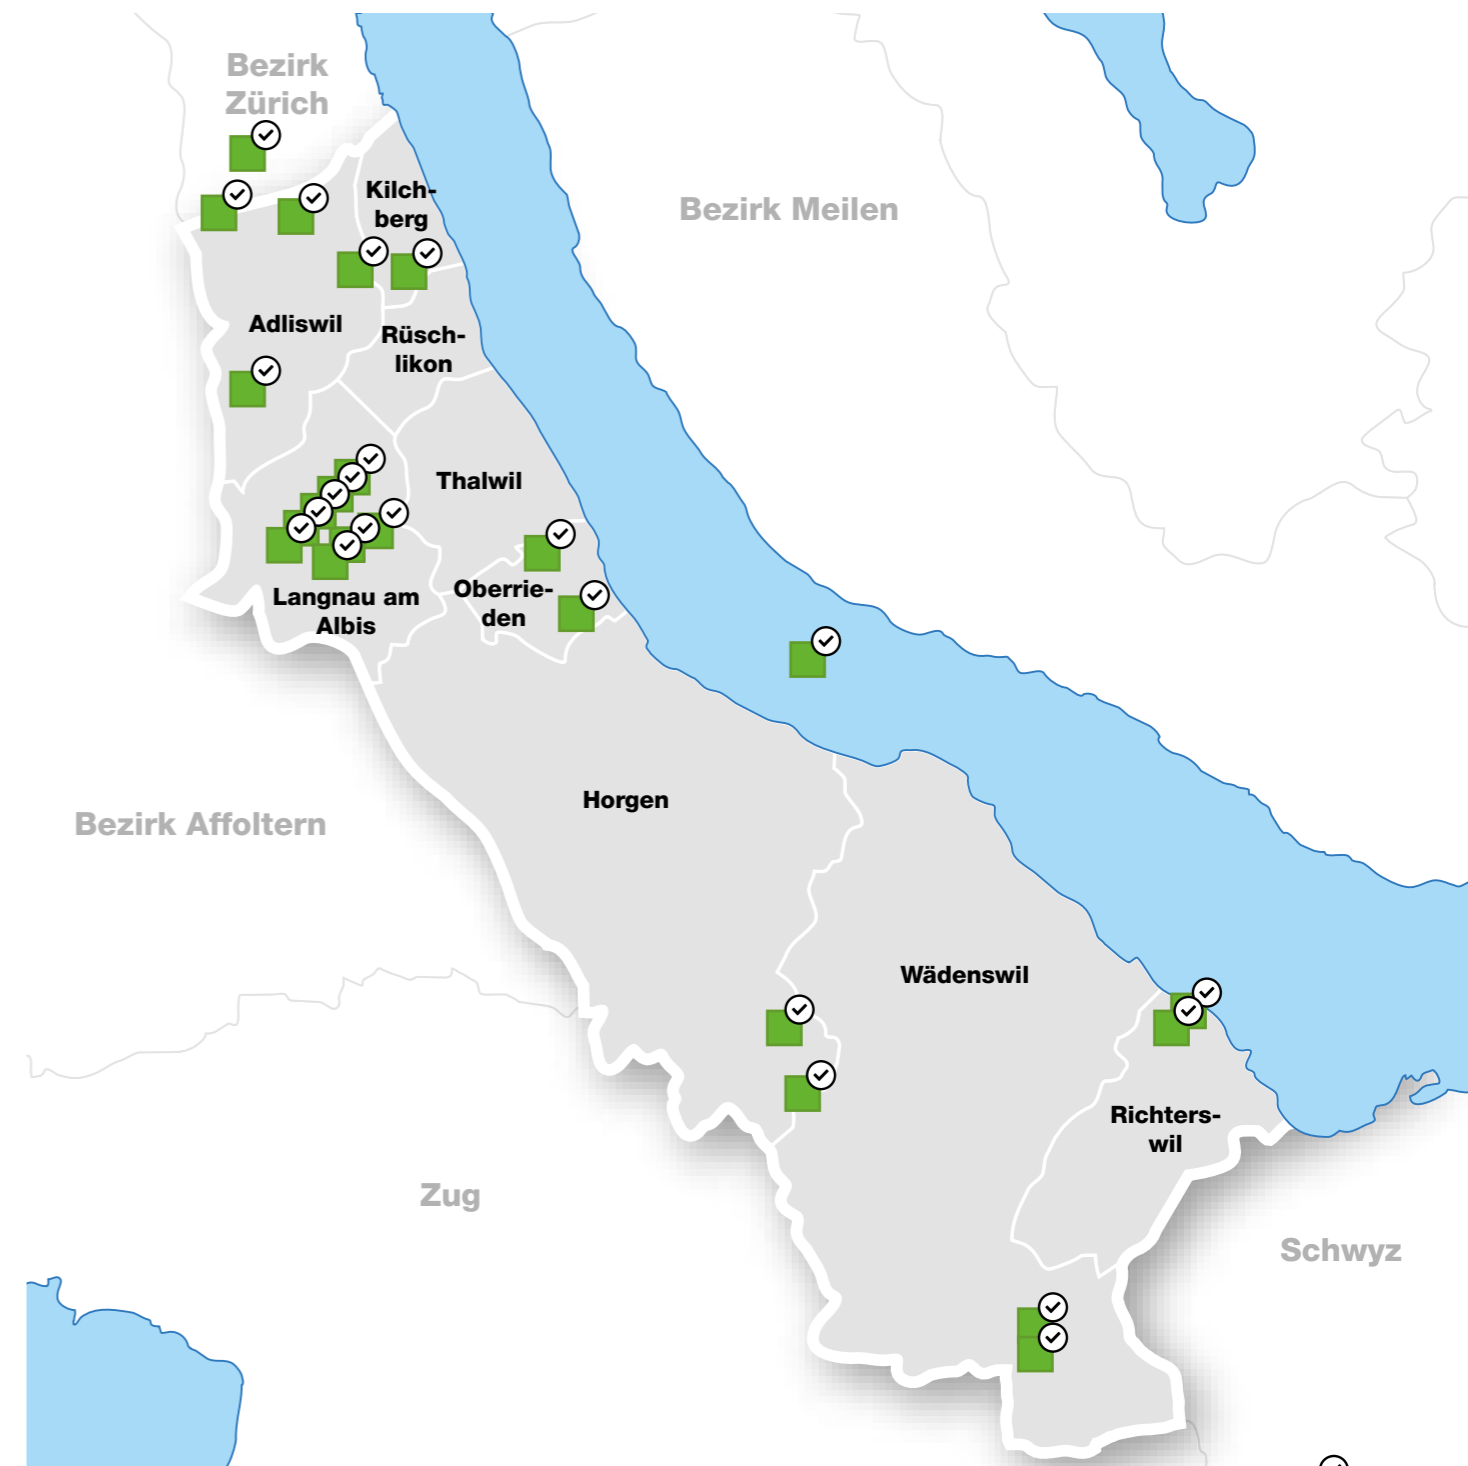 Bezirk
Zürich
Kilch-
berg
Bezirk Meilen
Adliswil
Rüsch-
likon
Thalwil
Oberrie-
den
Langnau am
Albis
Horgen
Bezirk Affoltern
Wädenswil
Richters-
wil
Zug
Schwyz